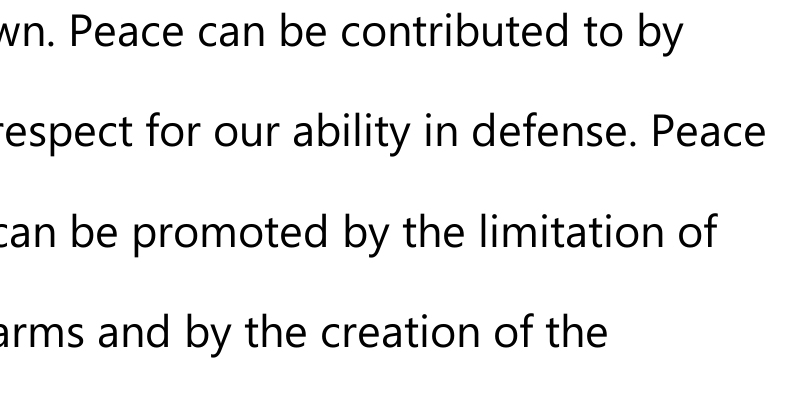 wn. Peace can be contributed to by
respect for our ability in defense. Peace
can be promoted by the limitation of
arms and by the creation of the